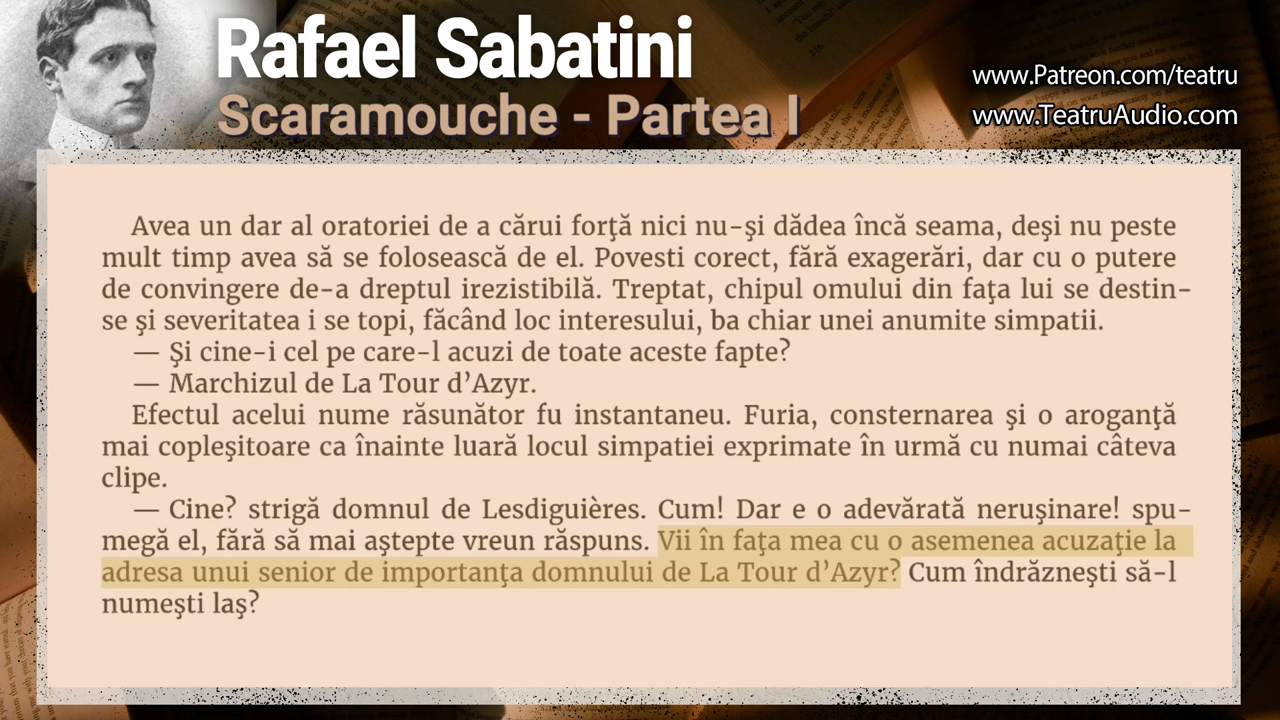 Rafael Sabatini
Scaramouche - Partea I
www.Patreon.com/teatru
www.TeatruAudio.com
Avea un dar al oratoriei de a cărui forţă nici nu-şi dădea încă seama, deşi nu peste
mult timp avea să se folosească de el. Povesti corect, fără exagerări, dar cu o putere
de convingere de-a dreptul irezistibilă. Treptat, chipul omului din faţa lui se destin-
se şi severitatea i se topi, făcând loc interesului, ba chiar unei anumite simpatii.
— Şi cine-i cel pe care-l acuzi de toate aceste fapte?
— Marchizul de La Tour d’Azyr.
Efectul acelui nume răsunător fu instantaneu. Furia, consternarea şi o aroganţă
mai copleşitoare ca înainte luară locul simpatiei exprimate în urmă cu numai câteva
clipe.
— Cine? strigă domnul de Lesdiguières. Cum! Dar e o adevărată neruşinare! spu-
megă el, fără să mai aştepte vreun răspuns. Vii în faţa mea cu o asemenea acuzaţie la
adresa unui senior de importanţa domnului de La Tour d’Azyr? Cum îndrăzneşti să-l
numeşti laş?